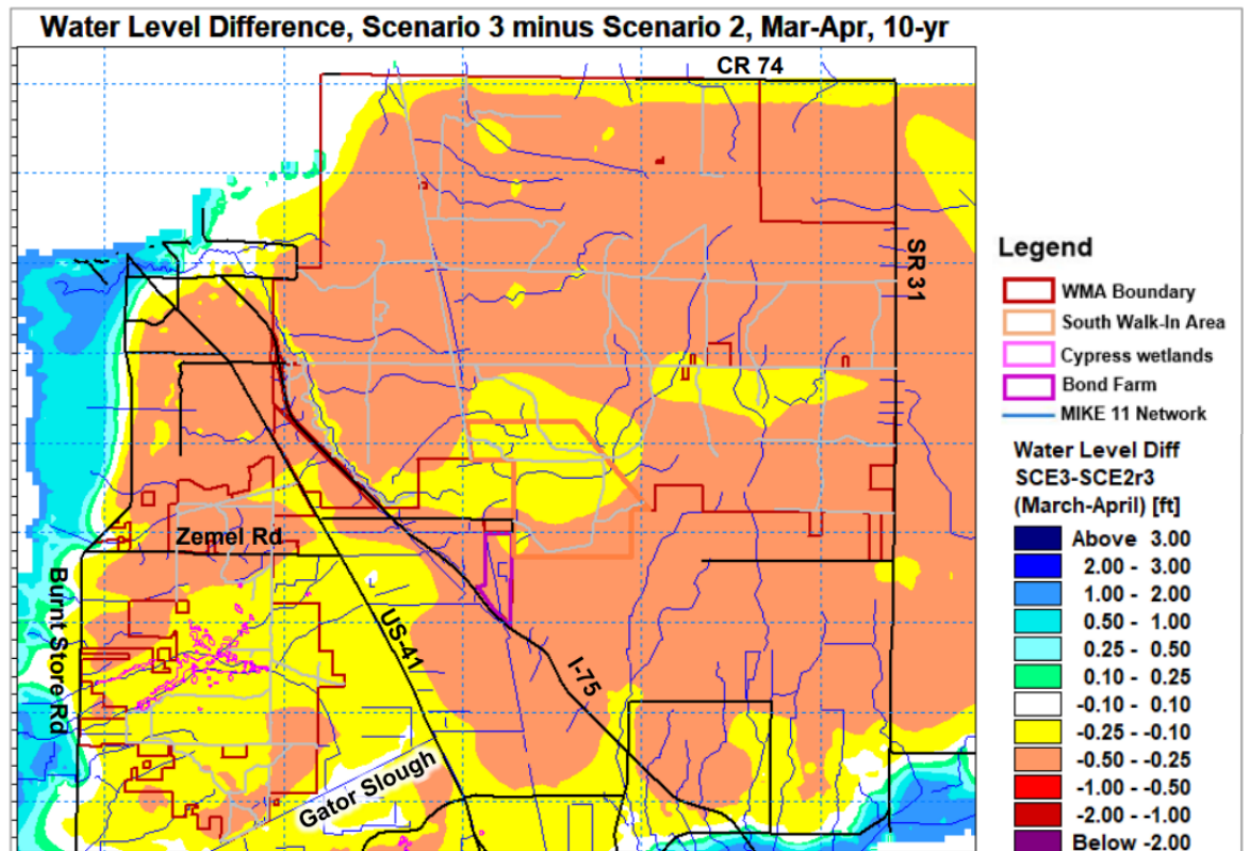 Water Level Difference, Scenario 3 minus Scenario 2, Mar-Apr, 10-yr
CR 74
SR 31
Zemel Rd
Burnt Store Rd
US-41
I-75
Gator Slough
Legend
WMA Boundary
South Walk-In Area
Cypress wetlands
Bond Farm
MIKE 11 Network
Water Level Diff
SCE3-SCE2r3
(March-April) [ft]
Above 3.00
2.00 - 3.00
1.00 - 2.00
0.50 - 1.00
0.25 - 0.50
0.10 - 0.25
-0.10 - 0.10
-0.25 - -0.10
-0.50 - -0.25
-1.00 - -0.50
-2.00 - -1.00
Below -2.00